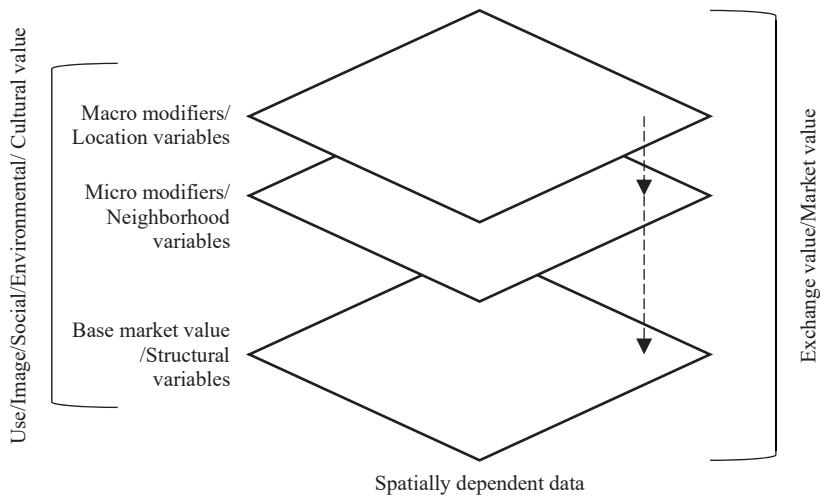 Use/Image/Social/Environmental/ Cultural value
Macro modifiers/
Location variables
Micro modifiers/
Neighborhood
variables
Base market value
/Structural
variables
Exchange value/Market value
Spatially dependent data